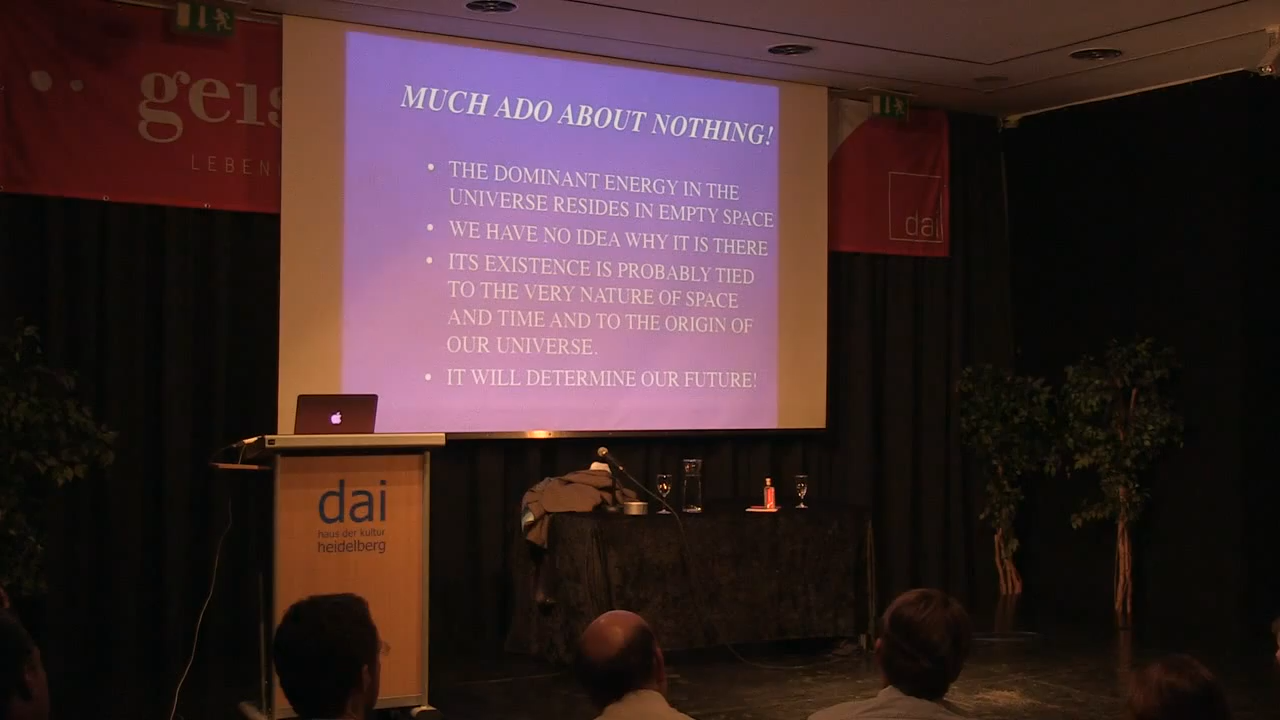 geis
LEBEN
MUCH ADO ABOUT NOTHING!
• THE DOMINANT ENERGY IN THE
UNIVERSE RESIDES IN EMPTY SPACE
• WE HAVE NO IDEA WHY IT IS THERE
• ITS EXISTENCE IS PROBABLY TIED
TO THE VERY NATURE OF SPACE
AND TIME AND TO THE ORIGIN OF
OUR UNIVERSE.
• IT WILL DETERMINE OUR FUTURE!
dai
dai
haus der kultur
heidelberg